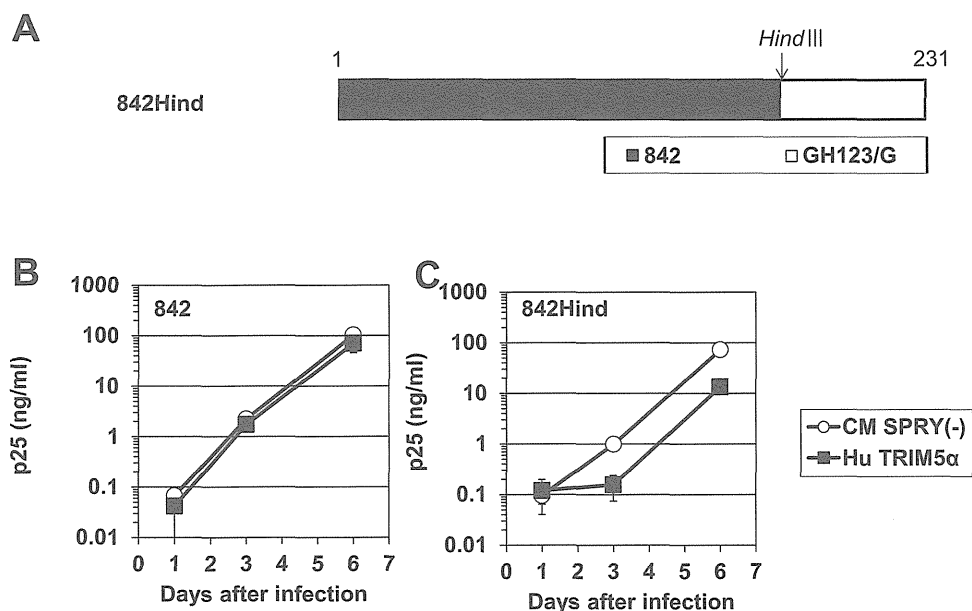 A
Hind III
1
231
842Hind
842
GH123/G
B
C
1000
100
10
1
0.1
0.01
842
p25 (ng/ml)
0 1 2 3 4 5 6 7
Days after infection
1000
100
10
1
0.1
0.01
842Hind
p25 (ng/ml)
0 1 2 3 4 5 6 7
Days after infection
CM SPRY(-)
Hu TRIM5α